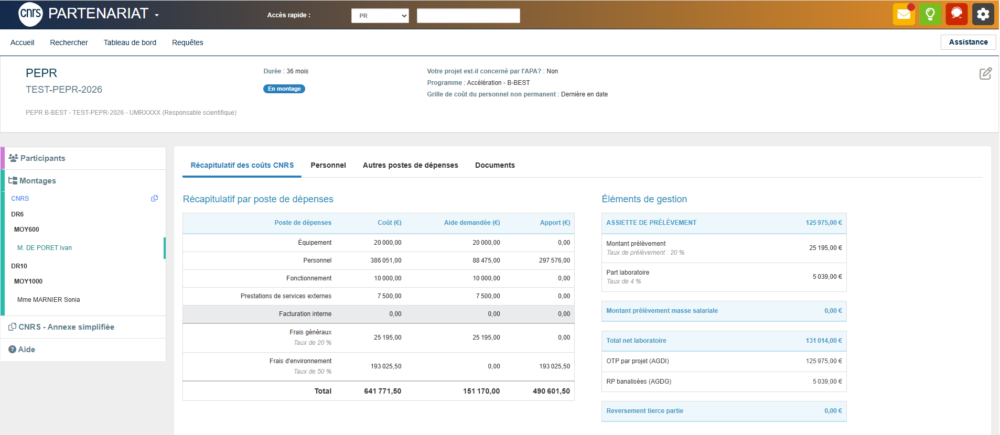 cnrs PARTENARIAT
Accès rapide :
PR
Accueil Rechercher Tableau de bord Requêtes
Assistance
PEPR
TEST-PEPR-2026
PEPR B-BEST - TEST-PEPR-2026 - UMRXXXX (Responsable scientifique)
Durée : 36 mois
En montage
Votre projet est-il concerné par l'APA? : Non
Programme : Accélération - B-BEST
Grille de coût du personnel non permanent : Dernière en date
Participants
Montages
CNRS
DR6
MOY600
M. DE PORET Ivan
DR10
MOY1000
Mme MARNIER Sonia
CNRS - Annexe simplifiée
? Aide
Récapitulatif des coûts CNRS Personnel Autres postes de dépenses Documents
Récapitulatif par poste de dépenses
Poste de dépenses Coût (€) Aide demandée (€) Apport (€)
Équipement 20 000,00 20 000,00 0,00
Personnel 386 051,00 88 475,00 297 576,00
Fonctionnement 10 000,00 10 000,00 0,00
Prestations de services externes 7 500,00 7 500,00 0,00
Facturation interne 0,00 0,00 0,00
Frais généraux 25 195,00 25 195,00 0,00
Taux de 20 %
Frais d'environnement 193 025,50 0,00 193 025,50
Taux de 50 %
Total 641 771,50 151 170,00 490 601,50
Éléments de gestion
ASSIETTE DE PRÉLÈVEMENT 125 975,00 €
Montant prélèvement 25 195,00 €
Taux de prélèvement : 20 %
Part laboratoire 5 039,00 €
Taux de 4 %
Montant prélèvement masse salariale 0,00 €
Total net laboratoire 131 014,00 €
OTP par projet (AGDI) 125 975,00 €
RP banalisées (AGDG) 5 039,00 €
Reversement tierce partie 0,00 €